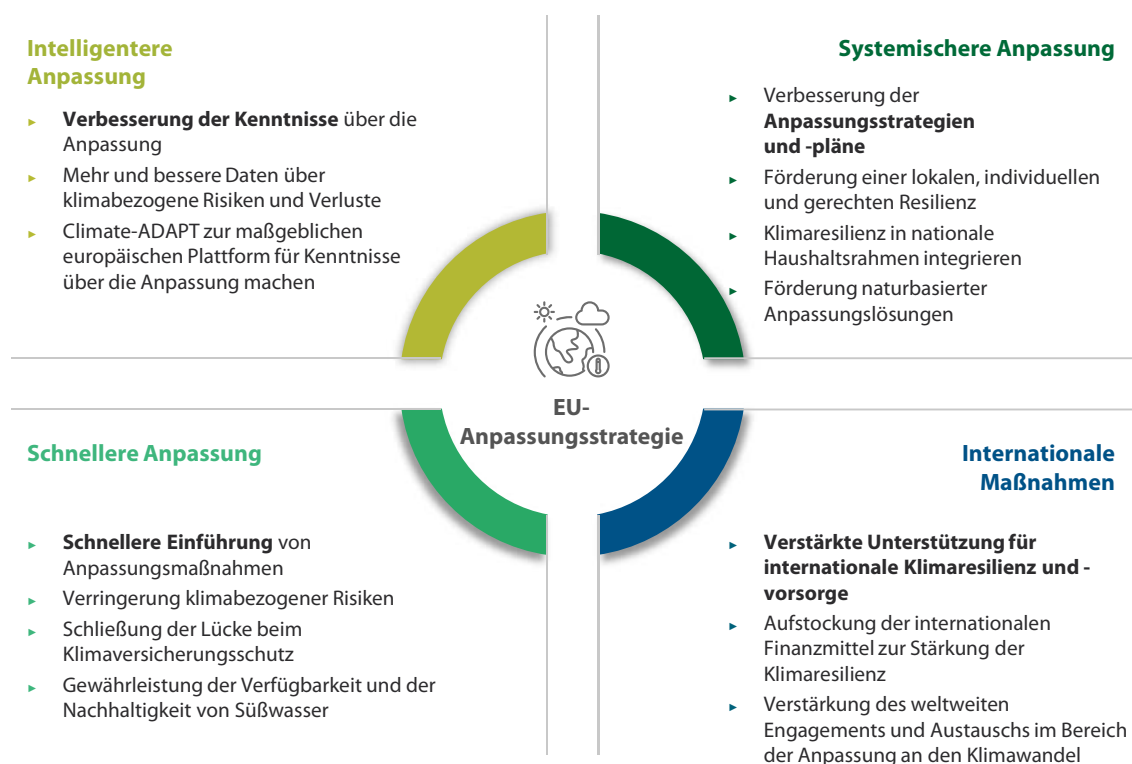 Intelligentere
Anpassung
► Verbesserung der Kenntnisse über die
Anpassung
► Mehr und bessere Daten über
klimabezogene Risiken und Verluste
► Climate-ADAPT zur maßgeblichen
europäischen Plattform für Kenntnisse
über die Anpassung machen
Systemischere Anpassung
► Verbesserung der
Anpassungsstrategien
und -pläne
► Förderung einer lokalen, individuellen
und gerechten Resilienz
► Klimaresilienz in nationale
Haushaltsrahmen integrieren
► Förderung naturbasierter
Anpassungslösungen
EU-
Anpassungsstrategie
Schnellere Anpassung
► Schnellere Einführung von
Anpassungsmaßnahmen
► Verringerung klimabezogener Risiken
► Schließung der Lücke beim
Klimaversicherungsschutz
► Gewährleistung der Verfügbarkeit und der
Nachhaltigkeit von Süßwasser
Internationale
Maßnahmen
► Verstärkte Unterstützung für
internationale Klimaresilienz und -
vorsorge
► Aufstockung der internationalen
Finanzmittel zur Stärkung der
Klimaresilienz
► Verstärkung des weltweiten
Engagements und Austauschs im Bereich
der Anpassung an den Klimawandel